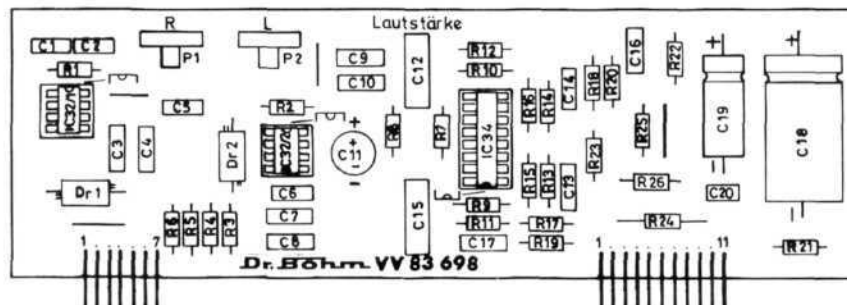 R L Lautstärke
C1 C2 P1 P2 C9 C10 C12 R12 R10 C16 R22
R1 IC32/1 C5 R2 R16 R14 C14 R18 R20 C19 C18
C3 C4 Dr2 IC32/2 C11 R8 R7 IC34 R25
Dr1 C6 R15 R13 C13 R23 R26 C20
R6 R5 R4 R3 C7 C15 R9 R11 R17 R24
1 7 C8 C17 R19 1 11 R21
Dr. Böhm VV 83 698